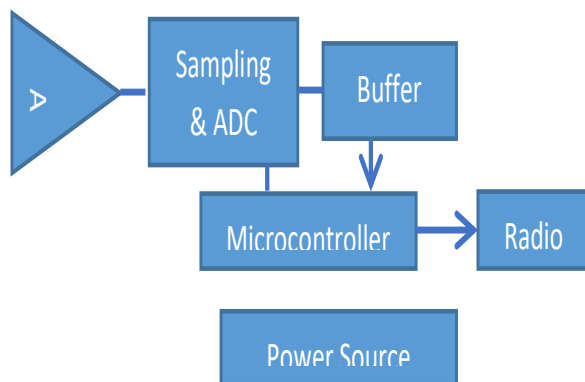 A
Sampling
& ADC
Buffer
Microcontroller
Radio
Power Source